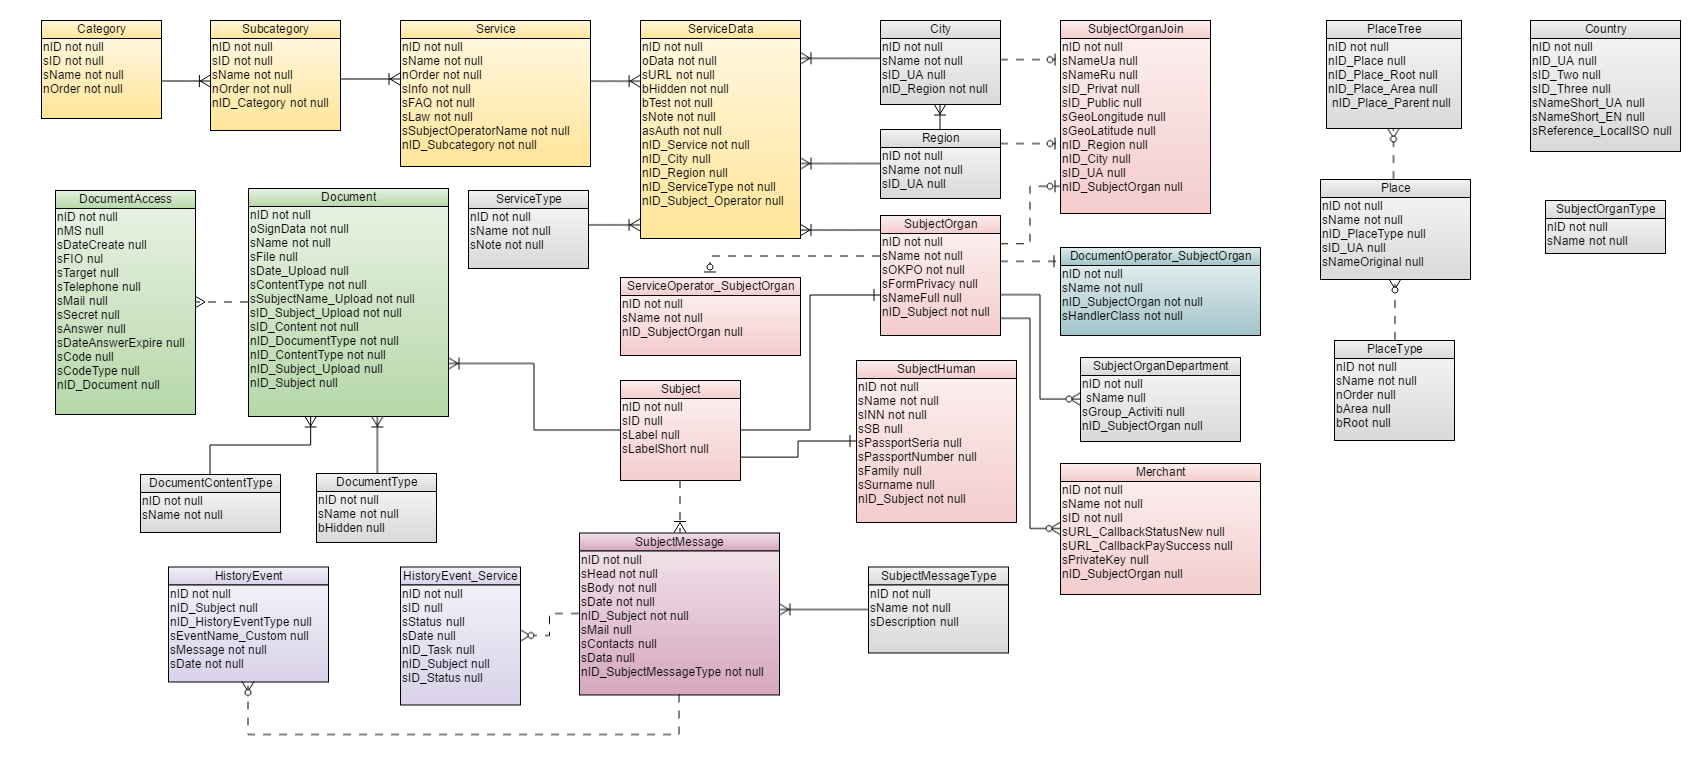 Category
nID not null
sID not null
sName not null
nOrder not null
Subcategory
nID not null
sID not null
sName not null
nOrder not null
nID_Category not null
Service
nID not null
sName not null
nOrder not null
sInfo not null
sFAQ not null
sLaw not null
sSubjectOperatorName not null
nID_Subcategory not null
ServiceData
nID not null
oData not null
sURL not null
bHidden not null
bTest not null
sNote not null
asAuth not null
nID_Service not null
nID_City null
nID_Region null
nID_ServiceType not null
nID_Subject_Operator null
City
nID not null
sName not null
sID_UA null
nID_Region not null
SubjectOrganJoin
nID not null
sNameUa null
sNameRu null
sID_Privat null
sID_Public not null
sGeoLongitude null
sGeoLatitude null
nID_Region null
nID_City null
sID_UA null
nID_SubjectOrgan null
PlaceTree
nID not null
nID_Place null
nID_Place_Root null
nID_Place_Area null
nID_Place_Parent null
Country
nID not null
nID_UA null
sID_Two null
sID_Three null
sNameShort_UA null
sNameShort_EN null
sReference_LocalISO null
Region
nID not null
sName not null
sID_UA null
DocumentAccess
nID not null
nMS null
sDateCreate null
sFIO nul
sTarget null
sTelephone null
sMail null
sSecret null
sAnswer null
sDateAnswerExpire null
sCode null
sCodeType null
nID_Document null
Document
nID not null
oSignData not null
sName null
sFile null
sDate_Upload null
sContentType null
sSubjectName_Upload not null
sID_Subject_Upload null
sID_Content not null
nID_DocumentType not null
nID_ContentType not null
nID_Subject_Upload null
nID_Subject null
ServiceType
nID not null
sName not null
sNote not null
SubjectOrgan
nID not null
sName not null
sOKPO not null
sFormPrivacy null
sNameFull null
nID_Subject not null
Place
nID not null
sName not null
nID_PlaceType not null
sID_UA null
sNameOriginal null
SubjectOrganType
nID not null
sName not null
ServiceOperator_SubjectOrgan
nID not null
sName not null
nID_SubjectOrgan null
DocumentOperator_SubjectOrgan
nID not null
sName not null
nID_SubjectOrgan not null
sHandlerClass not null
PlaceType
nID not null
sName not null
nOrder null
bArea null
bRoot null
Subject
nID not null
sID null
sLabel null
sLabelShort null
SubjectHuman
nID not null
sName not null
sINN not null
sSB null
sPassportSeria null
sPassportNumber null
sFamily null
sSurname null
nID_Subject not null
SubjectOrganDepartment
nID not null
sName null
sGroup_Activiti null
nID_SubjectOrgan null
Merchant
nID not null
sName not null
sID not null
sURL_CallbackStatusNew null
sURL_CallbackPaySuccess null
sPrivateKey null
nID_SubjectOrgan null
DocumentContentType
nID not null
sName not null
DocumentType
nID not null
sName not null
bHidden null
HistoryEvent
nID not null
nID_Subject null
nID_HistoryEventType null
sEventName_Custom null
sMessage not null
sDate not null
HistoryEvent_Service
nID not null
sID null
sStatus null
sDate null
nID_Task null
nID_Subject null
sID_Status null
SubjectMessage
nID not null
sHead not null
sBody not null
sDate not null
nID_Subject not null
sMail null
sContacts null
sData null
nID_SubjectMessageType not null
SubjectMessageType
nID not null
sName not null
sDescription null